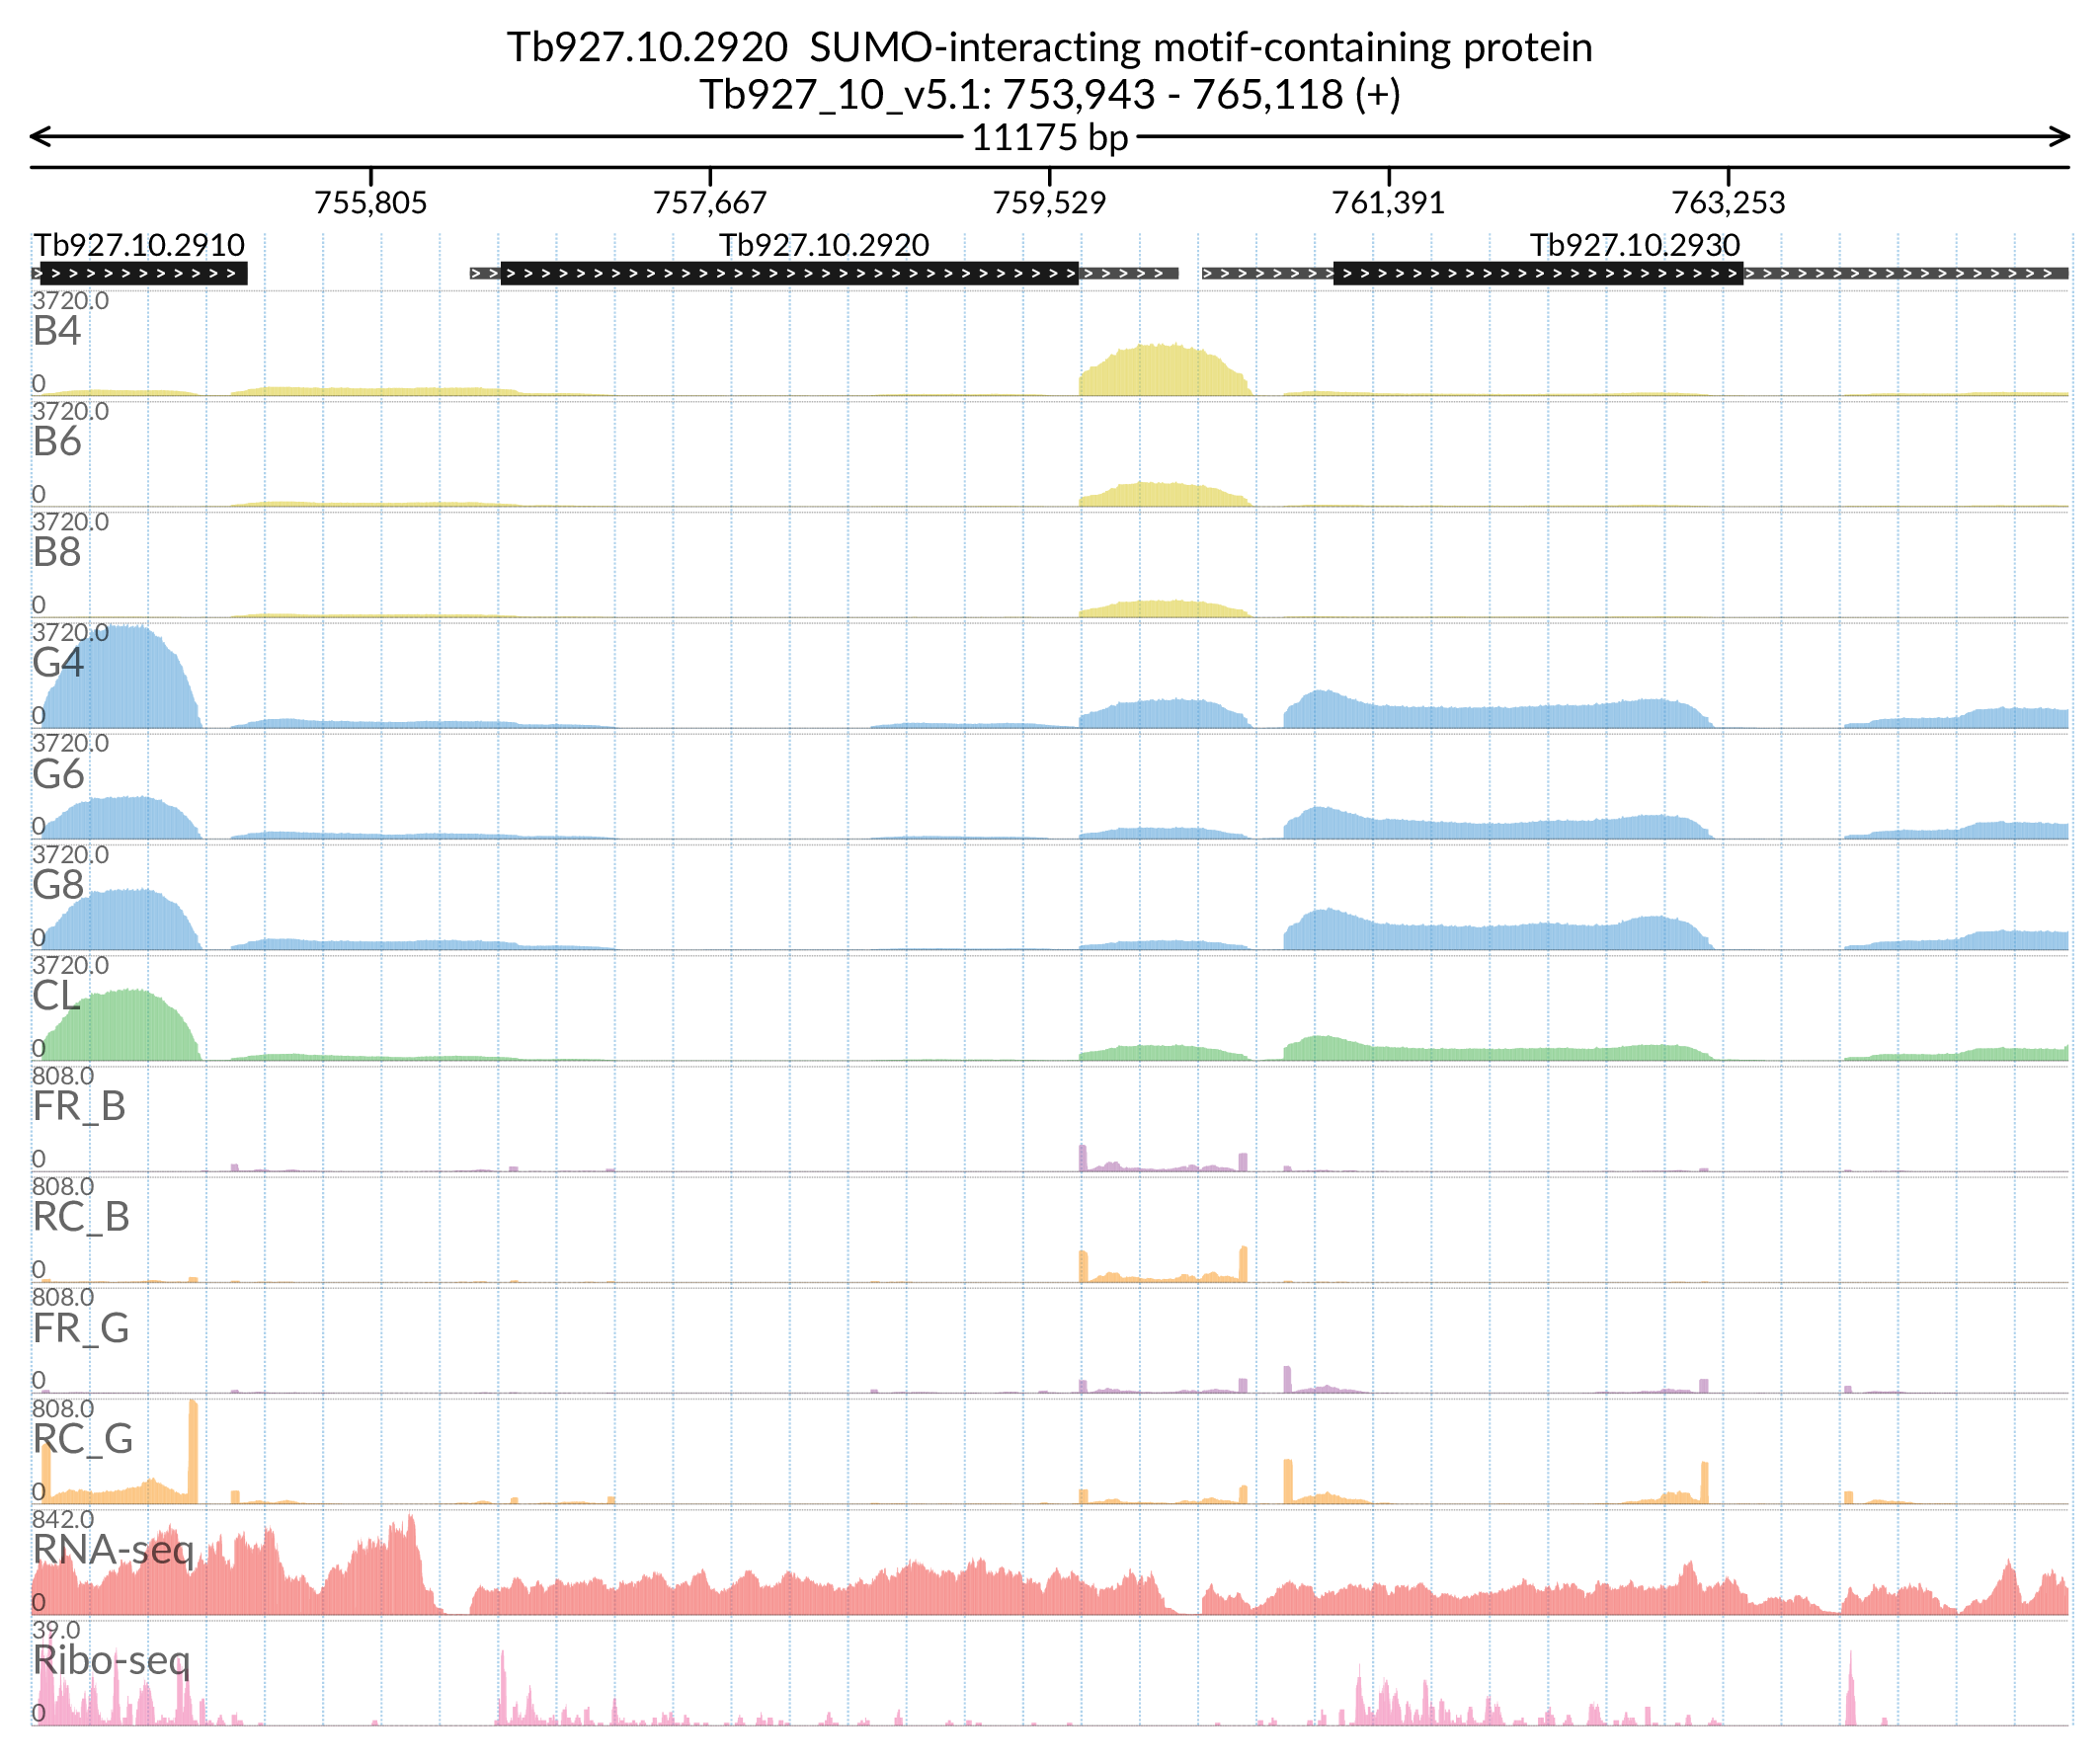 Tb927.10.2920  SUMO-interacting motif-containing protein
Tb927_10_v5.1: 753,943 - 765,118 (+)
11175 bp
755,805 757,667 759,529 761,391 763,253
Tb927.10.2910 Tb927.10.2920 Tb927.10.2930
3720.0
B4
0
3720.0
B6
0
3720.0
B8
0
3720.0
G4
0
3720.0
G6
0
3720.0
G8
0
3720.0
CL
0
808.0
FR_B
0
808.0
RC_B
0
808.0
FR_G
0
808.0
RC_G
0
842.0
RNA-seq
0
39.0
Ribo-seq
0